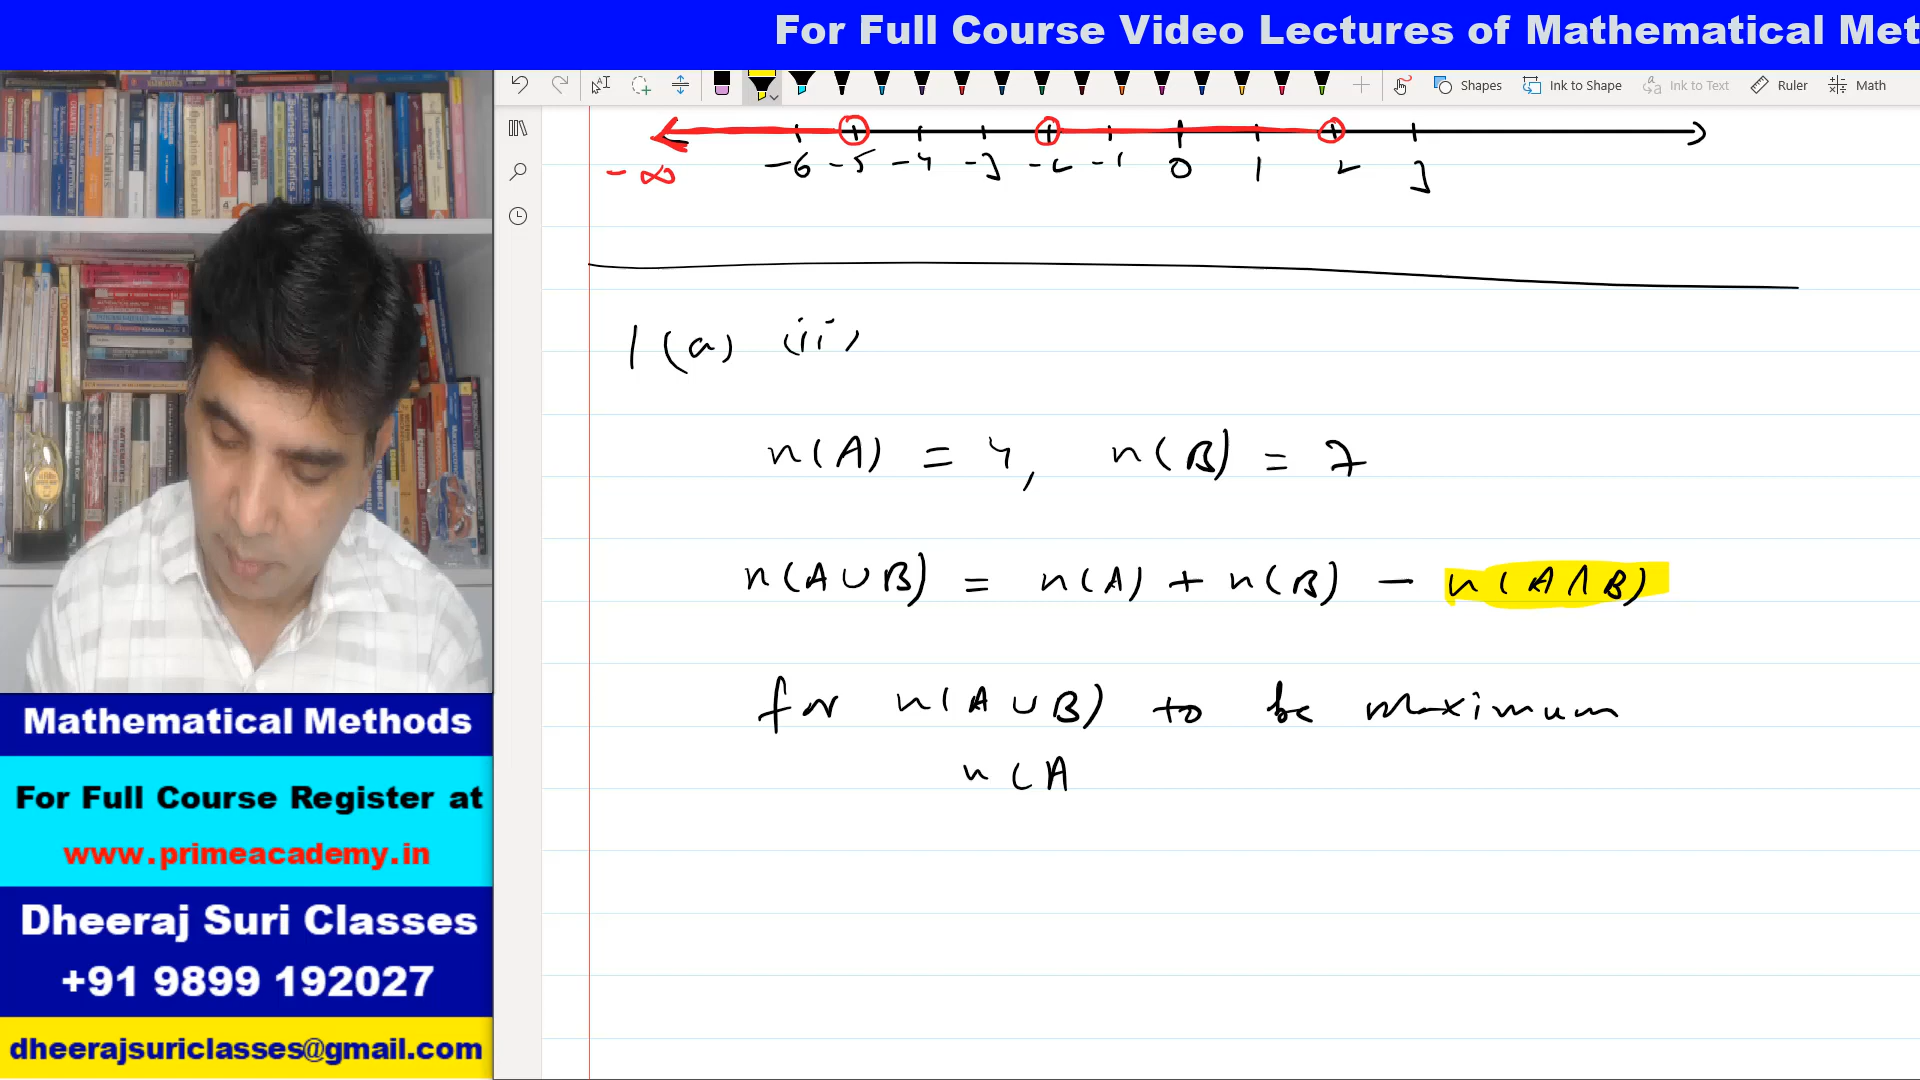 For Full Course Video Lectures of Mathematical Met
Shapes Ink to Shape Ink to Text Ruler Math
-∞ -6 -5 -4 -3 -2 -1 0 1 2 3
1(a) (ii)
n(A) = 4, n(B) = 7
n(A∪B) = n(A) + n(B) - n(A∩B)
for n(A∪B) to be maximum
n(A
Mathematical Methods
For Full Course Register at
www.primeacademy.in
Dheeraj Suri Classes
+91 9899 192027
dheerajsuriclasses@gmail.com